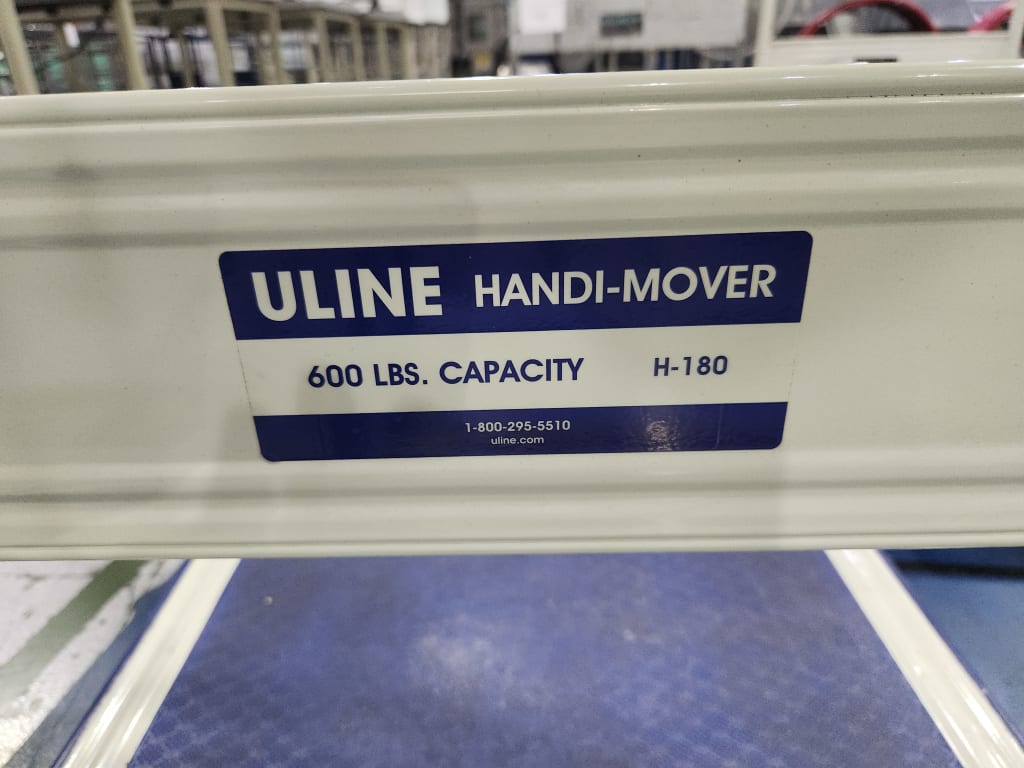 ULINE HANDI-MOVER
600 LBS. CAPACITY H-180
1-800-295-5510
uline.com